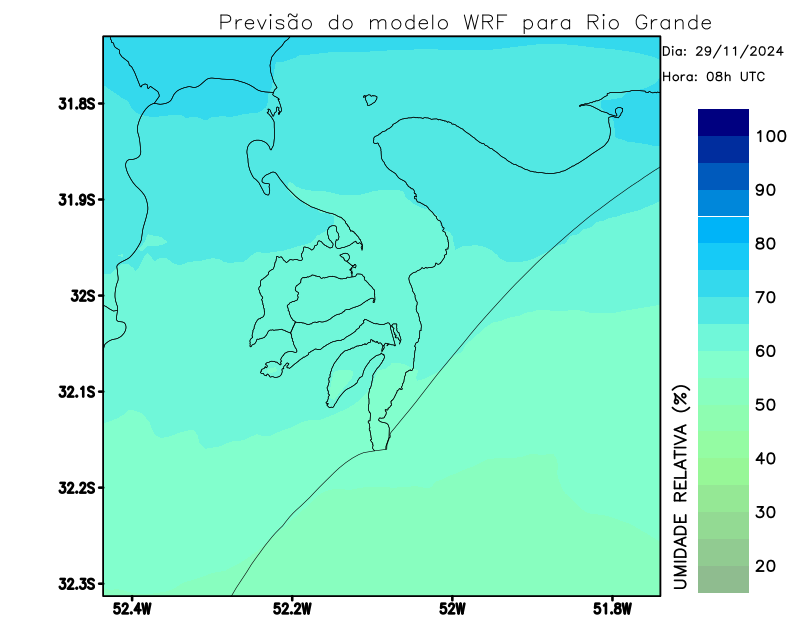 Previsão do modelo WRF para Rio Grande
Dia: 29/11/2024
Hora: 08h UTC
31.8S
31.9S
32S
32.1S
32.2S
32.3S
52.4W
52.2W
52W
51.8W
UMIDADE RELATIVA (%)
100
90
80
70
60
50
40
30
20